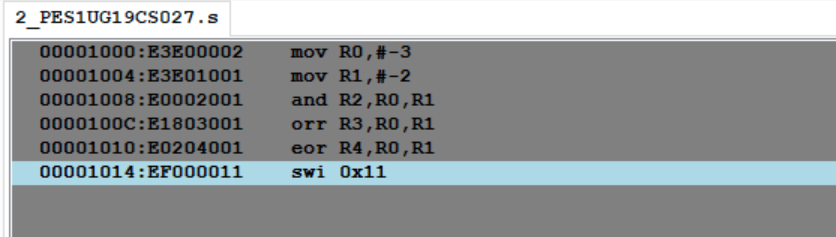 2_PES1UG19CS027.s
00001000:E3E00002 mov R0,#-3
00001004:E3E01001 mov R1,#-2
00001008:E0002001 and R2,R0,R1
0000100C:E1803001 orr R3,R0,R1
00001010:E0204001 eor R4,R0,R1
00001014:EF000011 swi 0x11